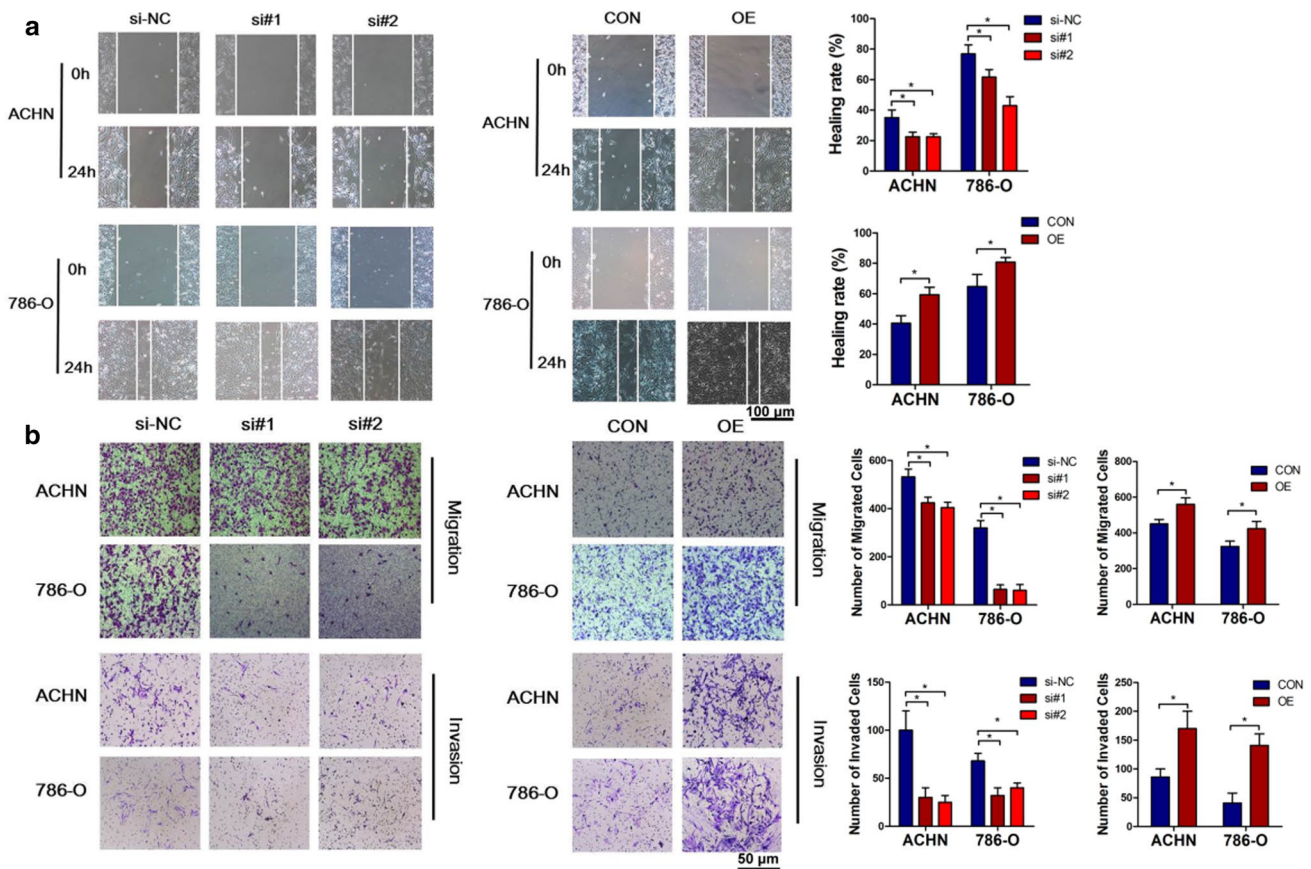 a
si-NC si#1 si#2
0h
ACHN
24h
0h
786-O
24h
CON OE
0h
ACHN
24h
0h
786-O
24h
100 μm
Healing rate (%)
100
80
60
40
20
0
ACHN 786-O
si-NC
si#1
si#2
* * * *
Healing rate (%)
100
80
60
40
20
0
ACHN 786-O
CON
OE
* *
b
si-NC si#1 si#2
ACHN
786-O
Migration
ACHN
786-O
Invasion
CON OE
ACHN
786-O
Migration
ACHN
786-O
Invasion
50 μm
Number of Migrated Cells
600
400
200
0
ACHN 786-O
si-NC
si#1
si#2
* * * *
Number of Migrated Cells
800
600
400
200
0
ACHN 786-O
CON
OE
* *
Number of Invaded Cells
150
100
50
0
ACHN 786-O
si-NC
si#1
si#2
* * * *
Number of Invaded Cells
250
200
150
100
50
0
ACHN 786-O
CON
OE
* *